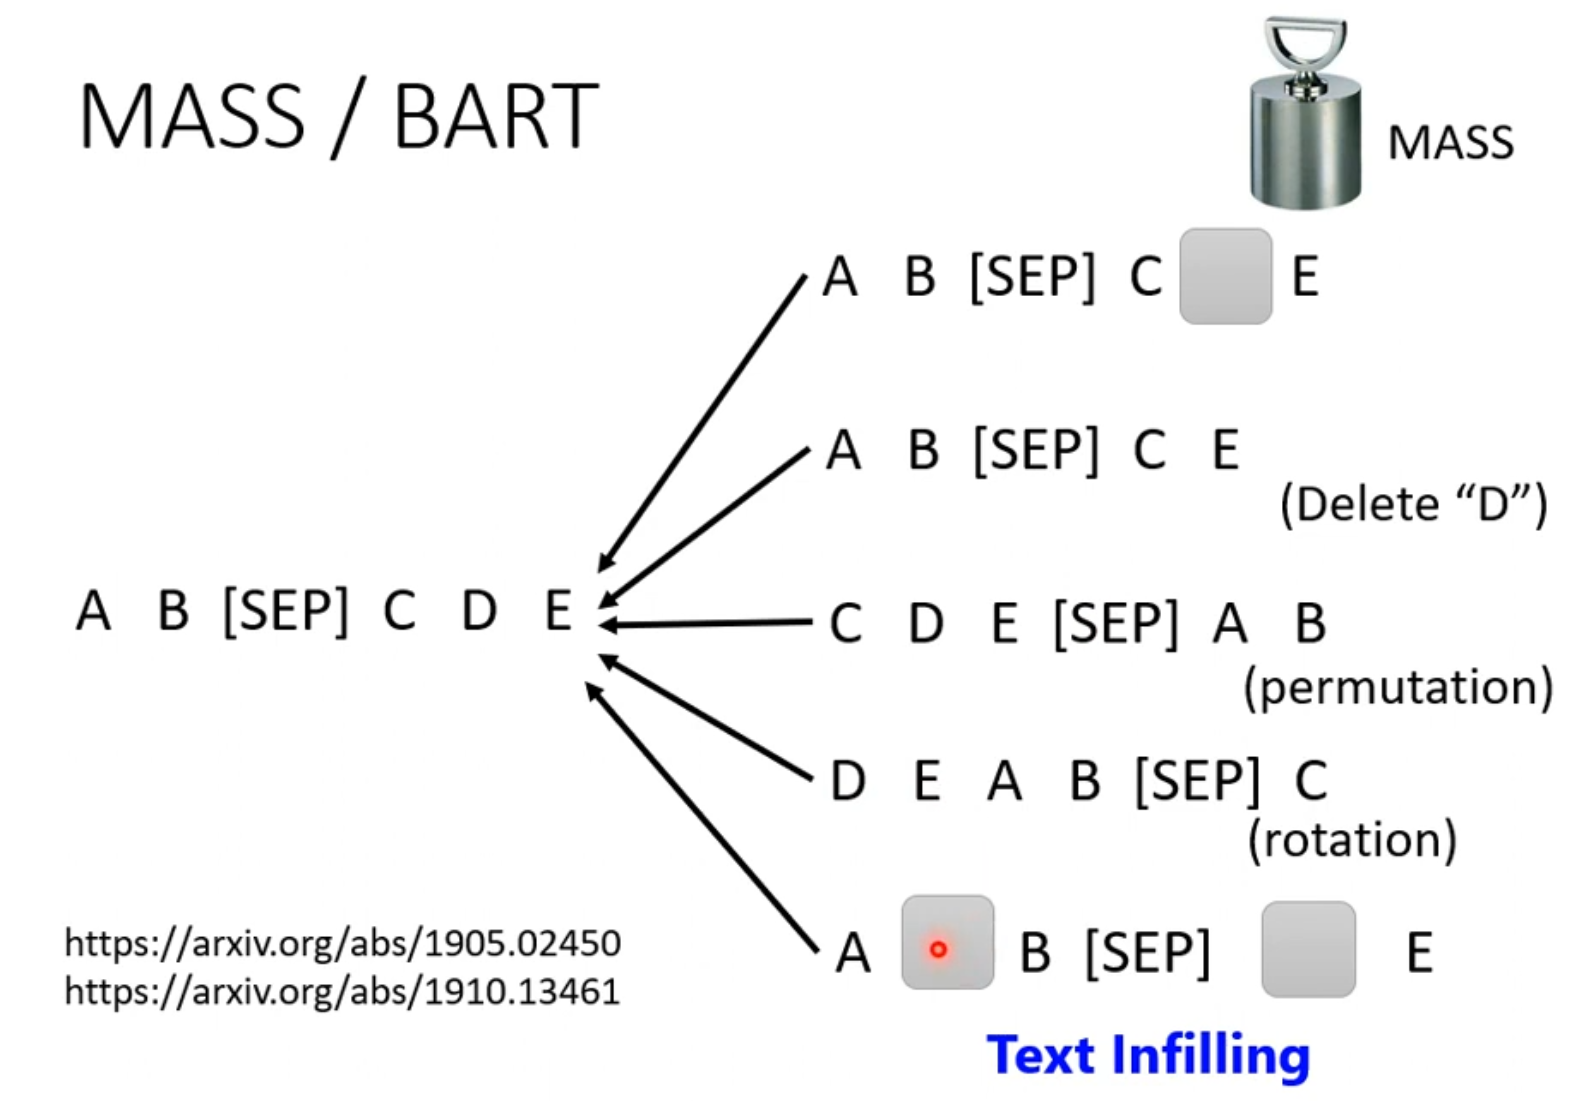 MASS / BART
MASS
A B [SEP] C E
A B [SEP] C E
(Delete “D”)
A B [SEP] C D E
C D E [SEP] A B
(permutation)
D E A B [SEP] C
(rotation)
A B [SEP] E
https://arxiv.org/abs/1905.02450
https://arxiv.org/abs/1910.13461
Text Infilling